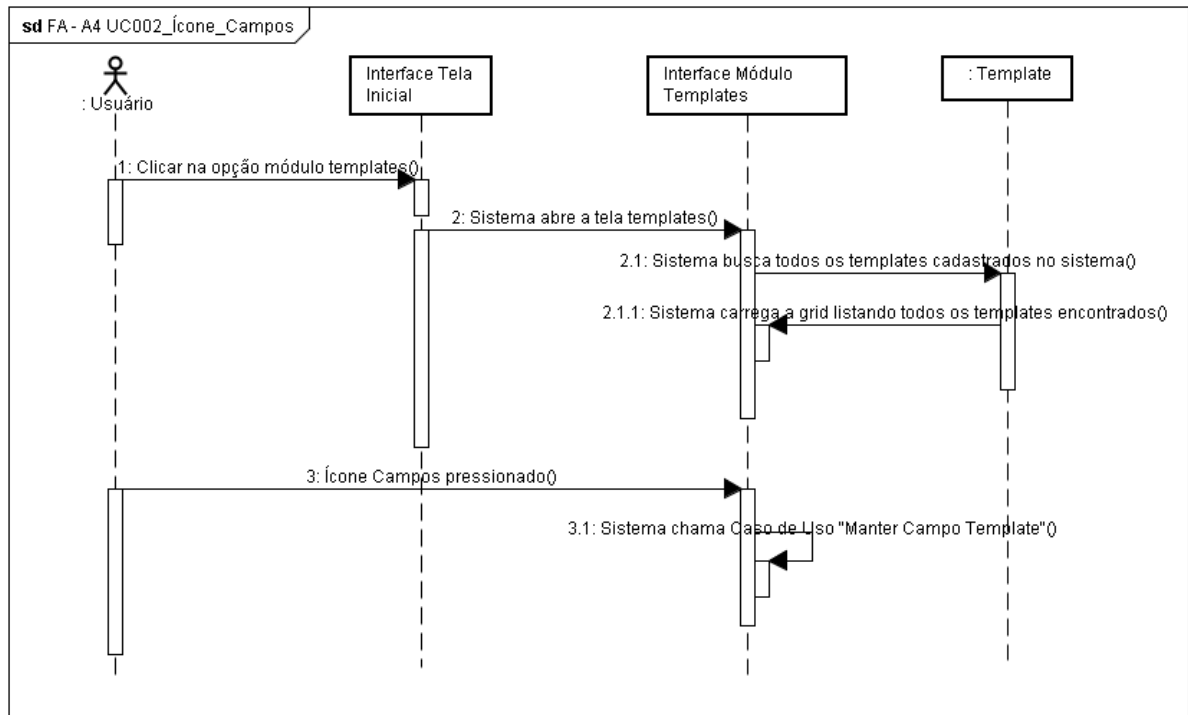 sd FA - A4 UC002_Ícone_Campos
: Usuário
Interface Tela
Inicial
Interface Módulo
Templates
: Template
1: Clicar na opção módulo templates()
2: Sistema abre a tela templates()
2.1: Sistema busca todos os templates cadastrados no sistema()
2.1.1: Sistema carrega a grid listando todos os templates encontrados()
3: Ícone Campos pressionado()
3.1: Sistema chama Caso de Uso "Manter Campo Template"()